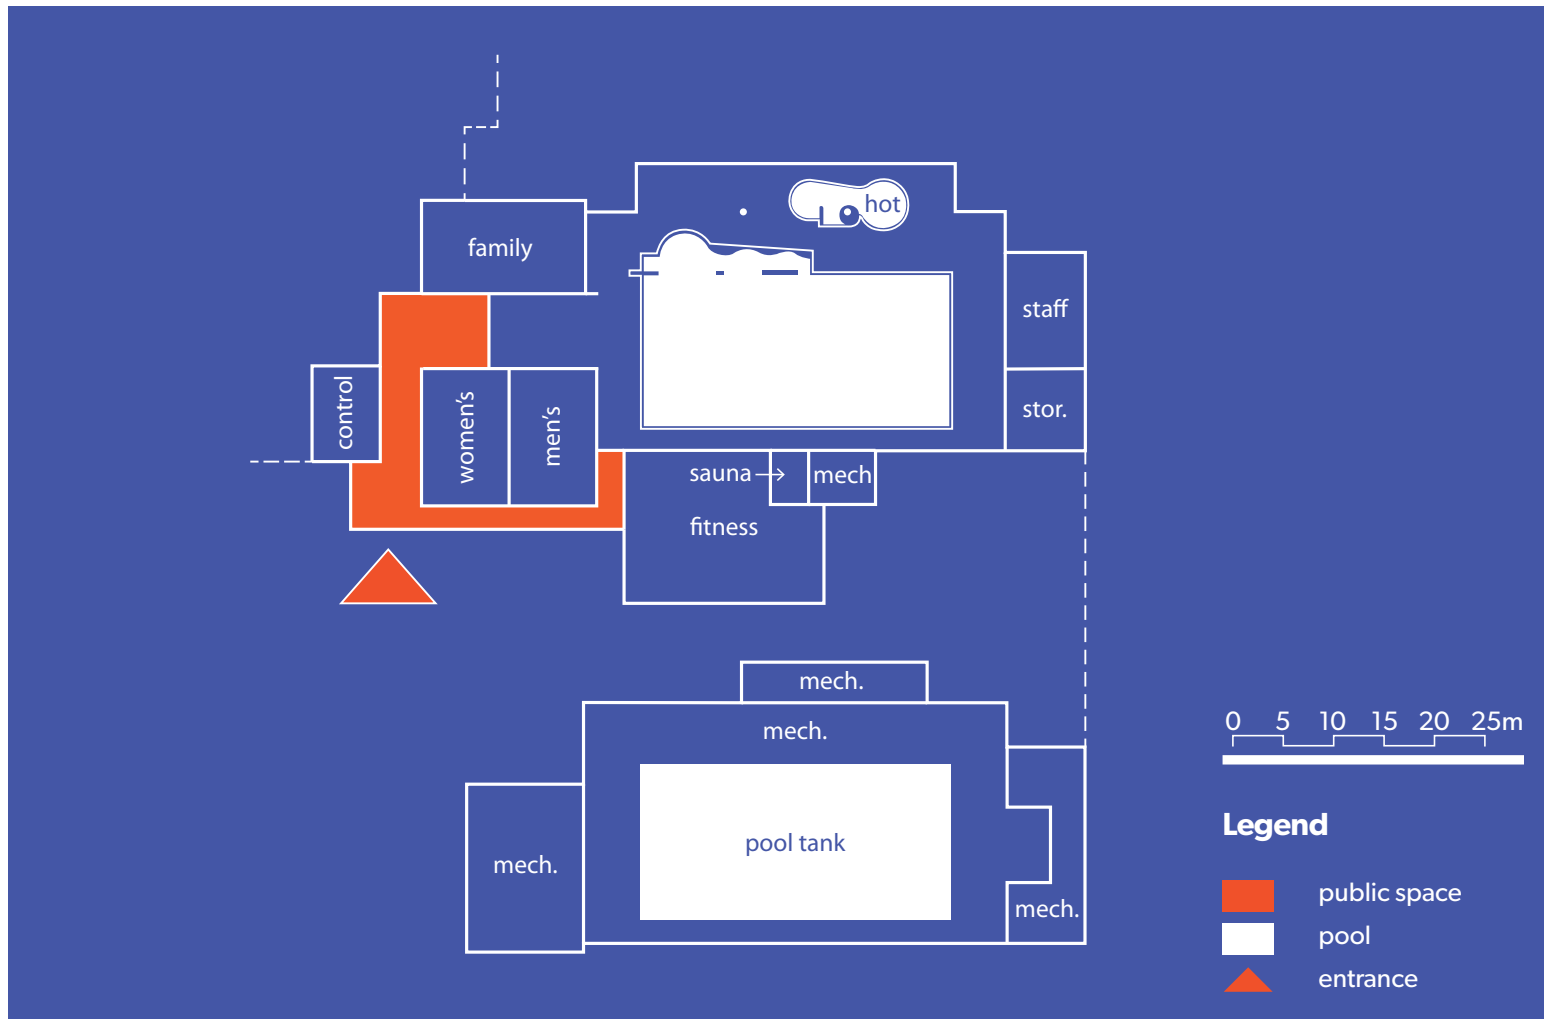 hot
family
staff
control
women's
men's
stor.
sauna
mech
fitness
mech.
mech.
pool tank
mech.
mech.
0 5 10 15 20 25m
Legend
public space
pool
entrance